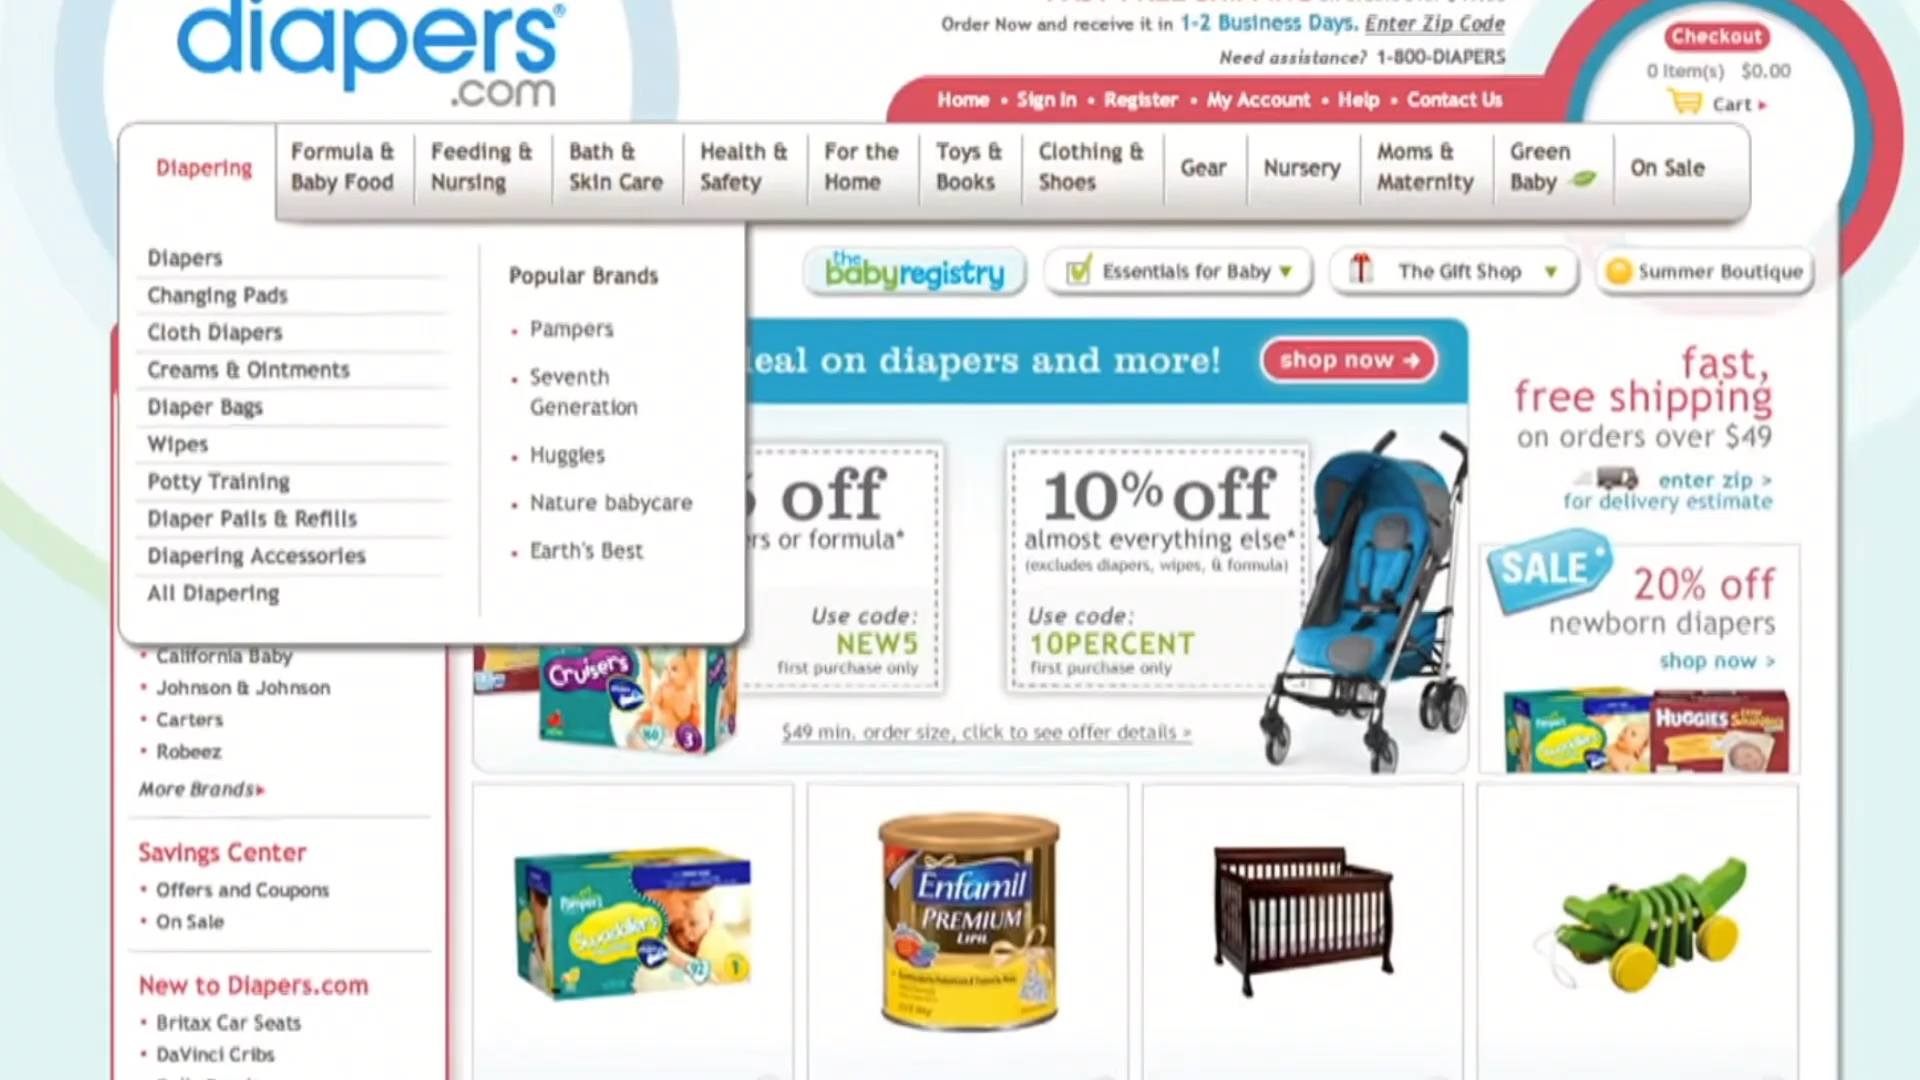 diapers®
.com
Order Now and receive it in 1-2 Business Days. Enter Zip Code
Need assistance? 1-800-DIAPERS
Checkout
0 Item(s) $0.00
Cart
Home • Sign In • Register • My Account • Help • Contact Us
Diapering
Formula &
Baby Food
Feeding &
Nursing
Bath &
Skin Care
Health &
Safety
For the
Home
Toys &
Books
Clothing &
Shoes
Gear
Nursery
Moms &
Maternity
Green
Baby
On Sale
Diapers
Changing Pads
Cloth Diapers
Creams & Ointments
Diaper Bags
Wipes
Potty Training
Diaper Pails & Refills
Diapering Accessories
All Diapering
Popular Brands
• Pampers
• Seventh
Generation
• Huggies
• Nature babycare
• Earth's Best
the
babyregistry
Essentials for Baby
The Gift Shop
Summer Boutique
eal on diapers and more!
shop now →
off
rs or formula*
Use code:
NEW5
first purchase only
10% off
almost everything else*
(excludes diapers, wipes, & formula)
Use code:
10PERCENT
first purchase only
$49 min. order size, click to see offer details »
fast,
free shipping
on orders over $49
enter zip >
for delivery estimate
SALE
20% off
newborn diapers
shop now >
Pampers
Swaddlers
HUGGIES
Cruisers
160
3
• California Baby
• Johnson & Johnson
• Carters
• Robeez
More Brands
Savings Center
• Offers and Coupons
• On Sale
New to Diapers.com
• Britax Car Seats
• DaVinci Cribs
Pampers
Swaddlers
92
1
Enfamil
PREMIUM
LIPIL